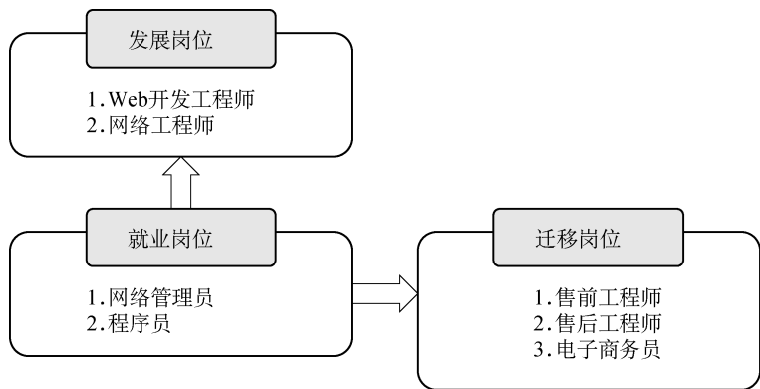 发展岗位
1.Web开发工程师
2.网络工程师
就业岗位
1.网络管理员
2.程序员
迁移岗位
1.售前工程师
2.售后工程师
3.电子商务员